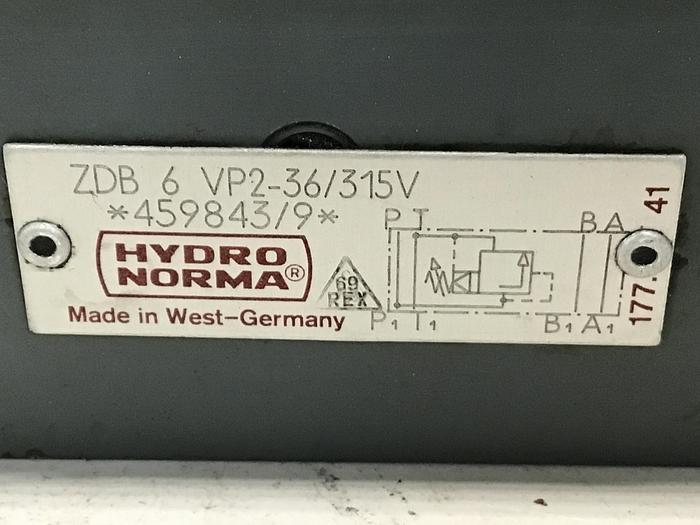 ZDB 6 VP2-36/315V
*459843/9*
HYDRO
NORMA®
Made in West-Germany
69
REX
P T B A
P1 T1 B1 A1
177. 41